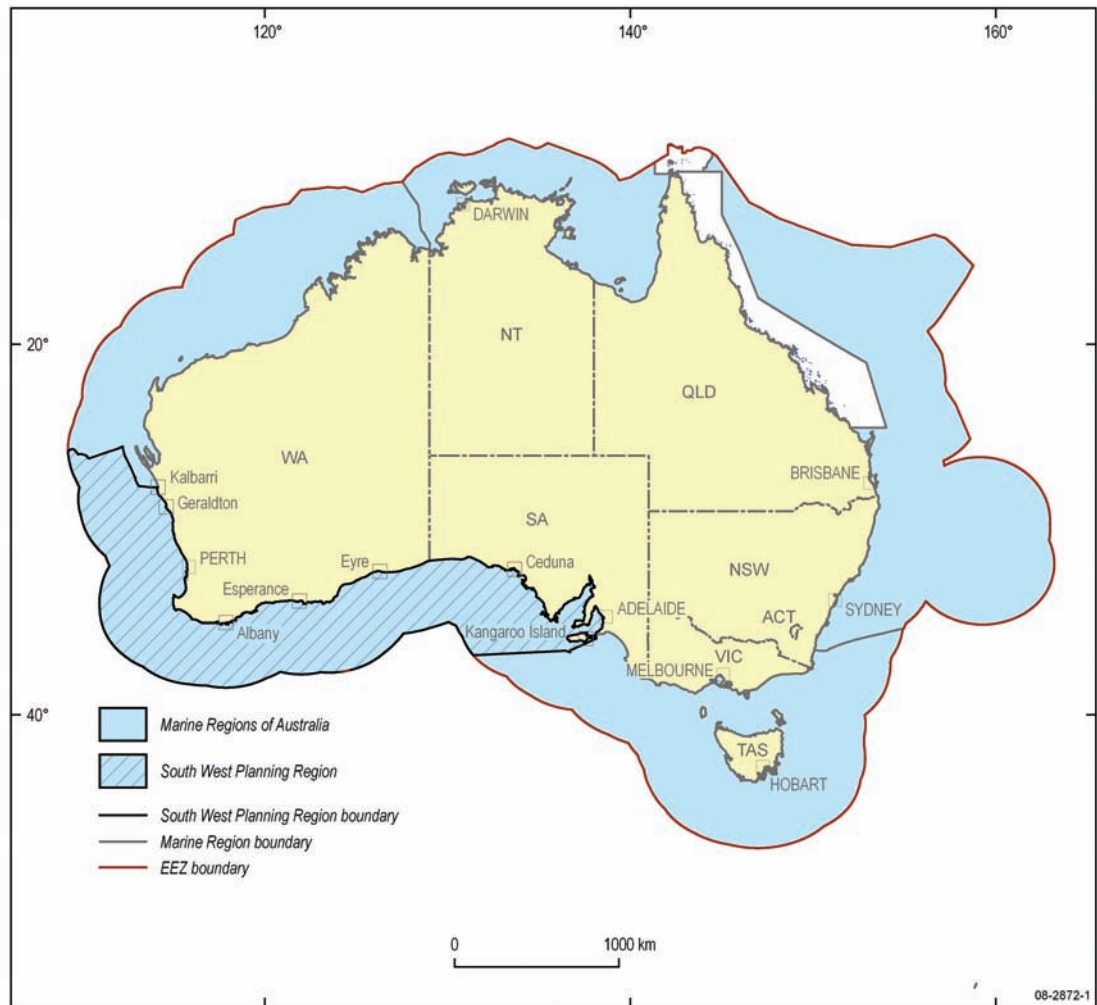 120°
140°
160°
DARWIN
20°
NT
QLD
WA
Kalbarri
BRISBANE
Geraldton
SA
PERTH
Eyre
Ceduna
NSW
Esperance
ADELAIDE
SYDNEY
ACT
Albany
Kangaroo Island
VIC
MELBOURNE
40°
Marine Regions of Australia
TAS
South West Planning Region
HOBART
South West Planning Region boundary
Marine Region boundary
EEZ boundary
0 1000 km
08-2872-1